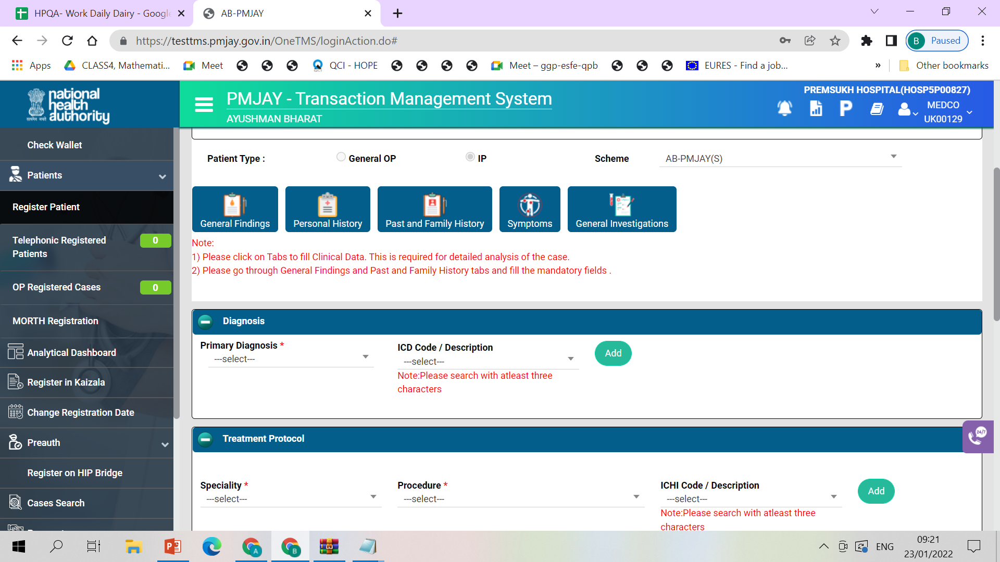 HPQA- Work Daily Dairy - Googl
AB-PMJAY
https://testtms.pmjay.gov.in/OneTMS/loginAction.do#
B Paused
Apps
CLASS4, Mathemati...
Meet
QCI - HOPE
Meet – ggp-esfe-qpb
EURES - Find a job...
»
Other bookmarks
national
health
authority
सत्यमेव जयते
PMJAY - Transaction Management System
AYUSHMAN BHARAT
PREMSUKH HOSPITAL(HOSP5P00827)
P
MEDCO
UK00129
Check Wallet
Patients
Register Patient
Telephonic Registered
Patients
0
OP Registered Cases
0
MORTH Registration
Analytical Dashboard
Register in Kaizala
Change Registration Date
Preauth
Register on HIP Bridge
Cases Search
Patient Type :
General OP
IP
Scheme
AB-PMJAY(S)
General Findings
Personal History
Past and Family History
Symptoms
General Investigations
Note:
1) Please click on Tabs to fill Clinical Data. This is required for detailed analysis of the case.
2) Please go through General Findings and Past and Family History tabs and fill the mandatory fields .
Diagnosis
Primary Diagnosis *
---select---
ICD Code / Description
---select---
Note:Please search with atleast three
characters
Add
Treatment Protocol
24/7
Speciality *
---select---
Procedure *
---select---
ICHI Code / Description
---select---
Note:Please search with atleast three
characters
Add
A
B
ENG
09:21
23/01/2022